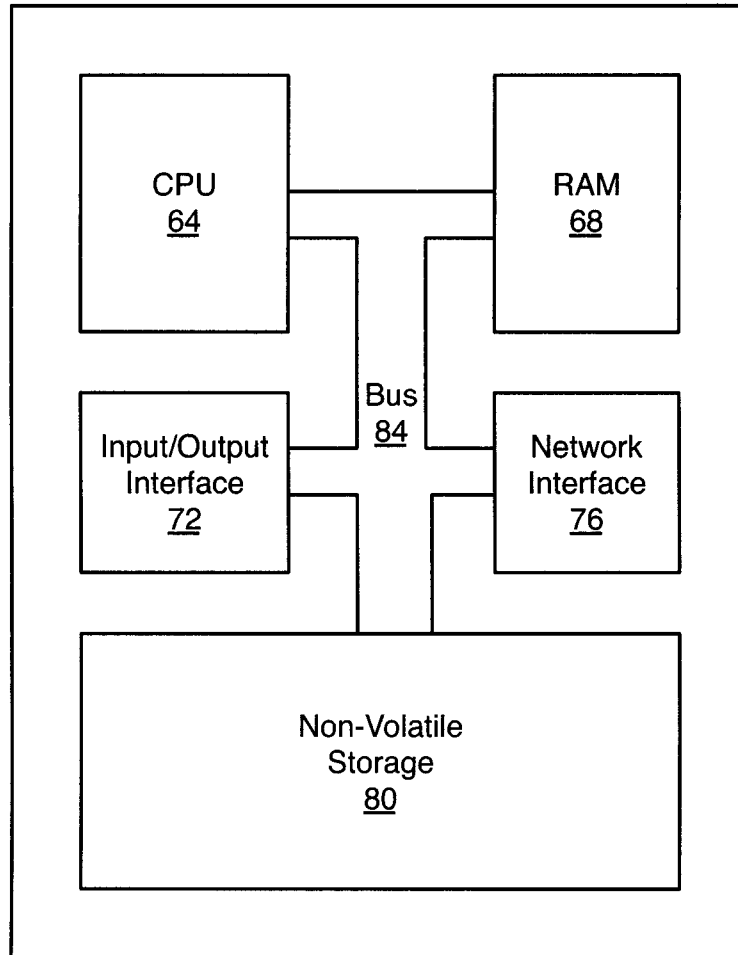 CPU
64
RAM
68
Bus
84
Input/Output
Interface
72
Network
Interface
76
Non-Volatile
Storage
80